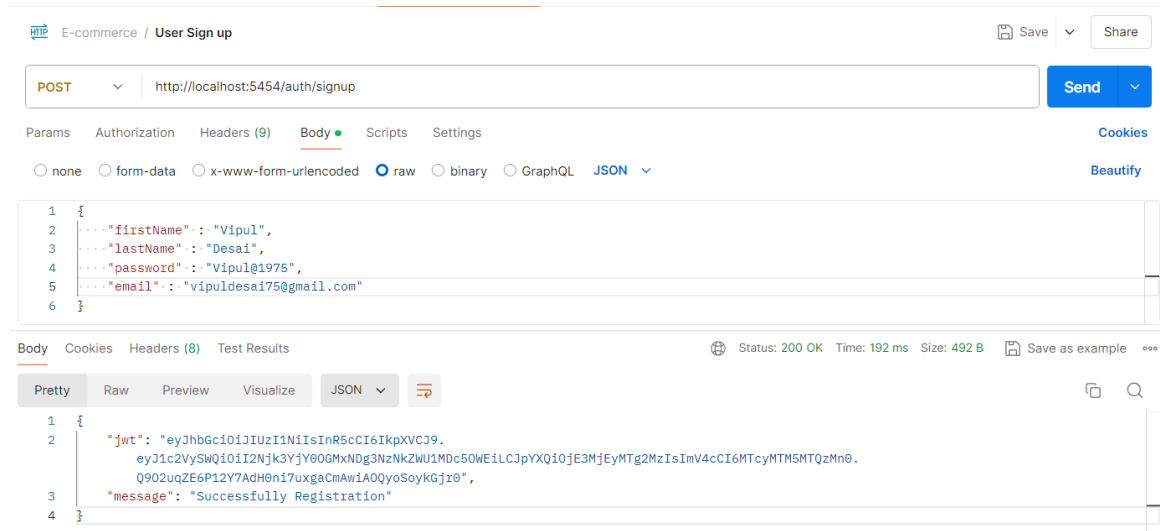 HTTP E-commerce / User Sign up Save Share
POST http://localhost:5454/auth/signup Send
Params Authorization Headers (9) Body Scripts Settings Cookies
none form-data x-www-form-urlencoded raw binary GraphQL JSON Beautify
1 {
2 "firstName" : "Vipul",
3 "lastName" : "Desai",
4 "password" : "Vipul@1975",
5 "email" : "vipuldesai75@gmail.com"
6 }
Body Cookies Headers (8) Test Results Status: 200 OK Time: 192 ms Size: 492 B Save as example
Pretty Raw Preview Visualize JSON
1 {
2 "jwt": "eyJhbGciOiJIUzI1NiIsInR5cCI6IkpXVCJ9.
eyJ1c2VySWQiOiI2Njk3YjY0OGMxNDg3NzNkZWU1MDc5OWEiLCJpYXQiOjE3MjEyMTg2MzIsImV4cCI6MTcyMTM5MTQzMn0.
Q9O2uqZE6P12Y7AdH0ni7uxgaCmAwiAOQyoSoykGjr0",
3 "message": "Successfully Registration"
4 }